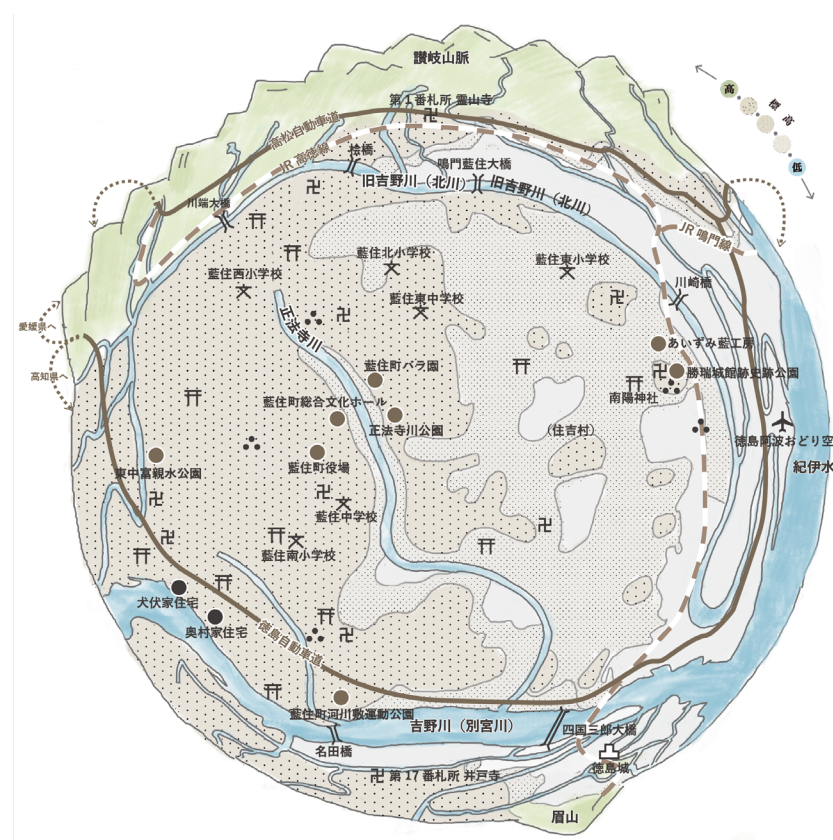 讃岐山脈
高
標高
低
第1番札所 霊山寺
高松自動車道
JR 高徳線
桧橋
鳴門藍住大橋
旧吉野川（北川）
旧吉野川（北川）
川端大橋
JR 鳴門線
藍住北小学校
藍住東小学校
藍住西小学校
川崎橋
藍住東中学校
正法寺川
愛媛県へ
あいずみ藍工房
藍住町バラ園
勝瑞城館跡史跡公園
高知県へ
南陽神社
藍住町総合文化ホール
正法寺川公園
（住吉村）
徳島阿波おどり空
藍住町役場
紀伊水
東中富親水公園
藍住中学校
藍住南小学校
犬伏家住宅
奥村家住宅
徳島自動車道
藍住町河川敷運動公園
吉野川（別宮川）
四国三郎大橋
名田橋
徳島城
第17番札所 井戸寺
眉山